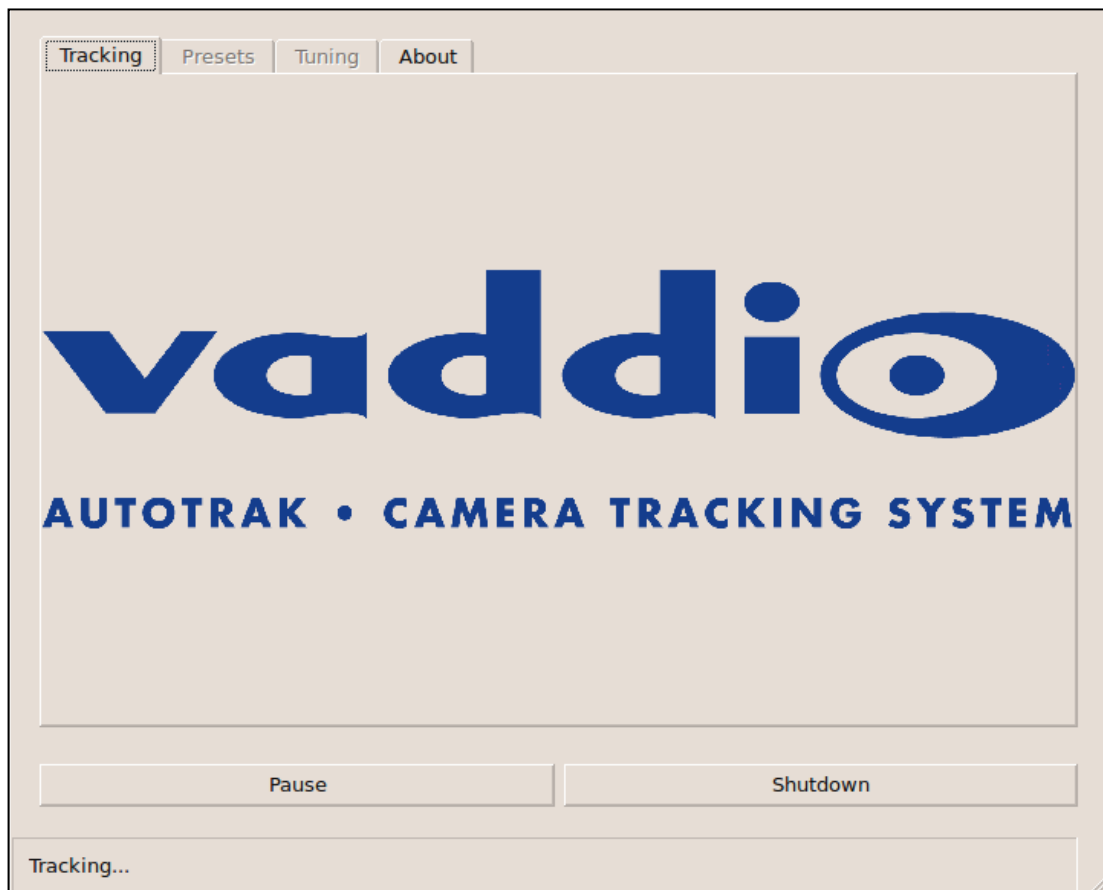 Tracking Presets Tuning About
vaddio
AUTOTRAK • CAMERA TRACKING SYSTEM
Pause Shutdown
Tracking...